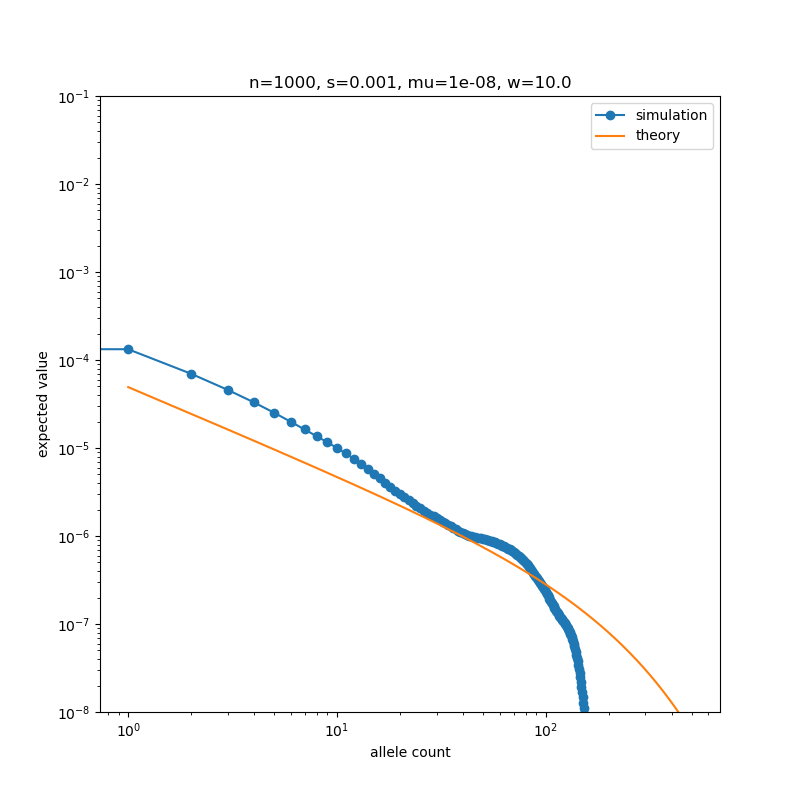 n=1000, s=0.001, mu=1e-08, w=10.0
simulation
theory
10⁻¹
10⁻²
10⁻³
10⁻⁴
10⁻⁵
10⁻⁶
10⁻⁷
10⁻⁸
expected value
10⁰ 10¹ 10²
allele count